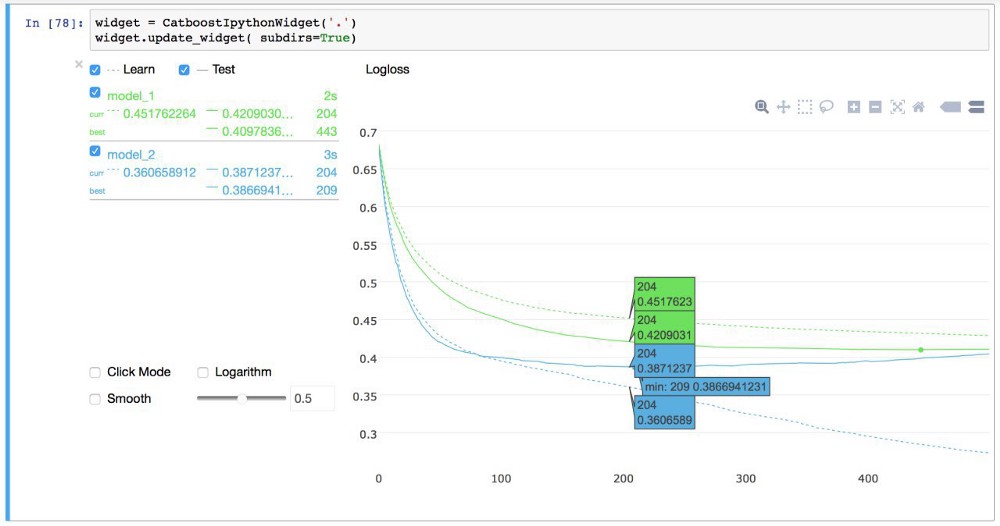 In [78]: widget = CatboostIpythonWidget('.')
widget.update_widget( subdirs=True)
Learn Test
model_1 2s
curr 0.451762264 0.4209030... 204
best 0.4097836... 443
model_2 3s
curr 0.360658912 0.3871237... 204
best 0.3866941... 209
Click Mode Logarithm
Smooth 0.5
Logloss
0.7
0.65
0.6
0.55
0.5
0.45
0.4
0.35
0.3
204
0.4517623
204
0.4209031
204
0.3871237
min: 209 0.3866941231
204
0.3606589
0 100 200 300 400